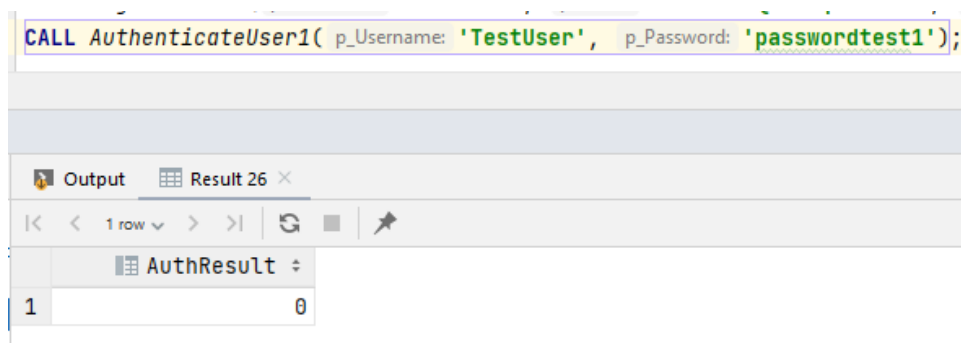 CALL AuthenticateUser1( p_Username: 'TestUser', p_Password: 'passwordtest1');
Output Result 26
1 row
AuthResult
1 0